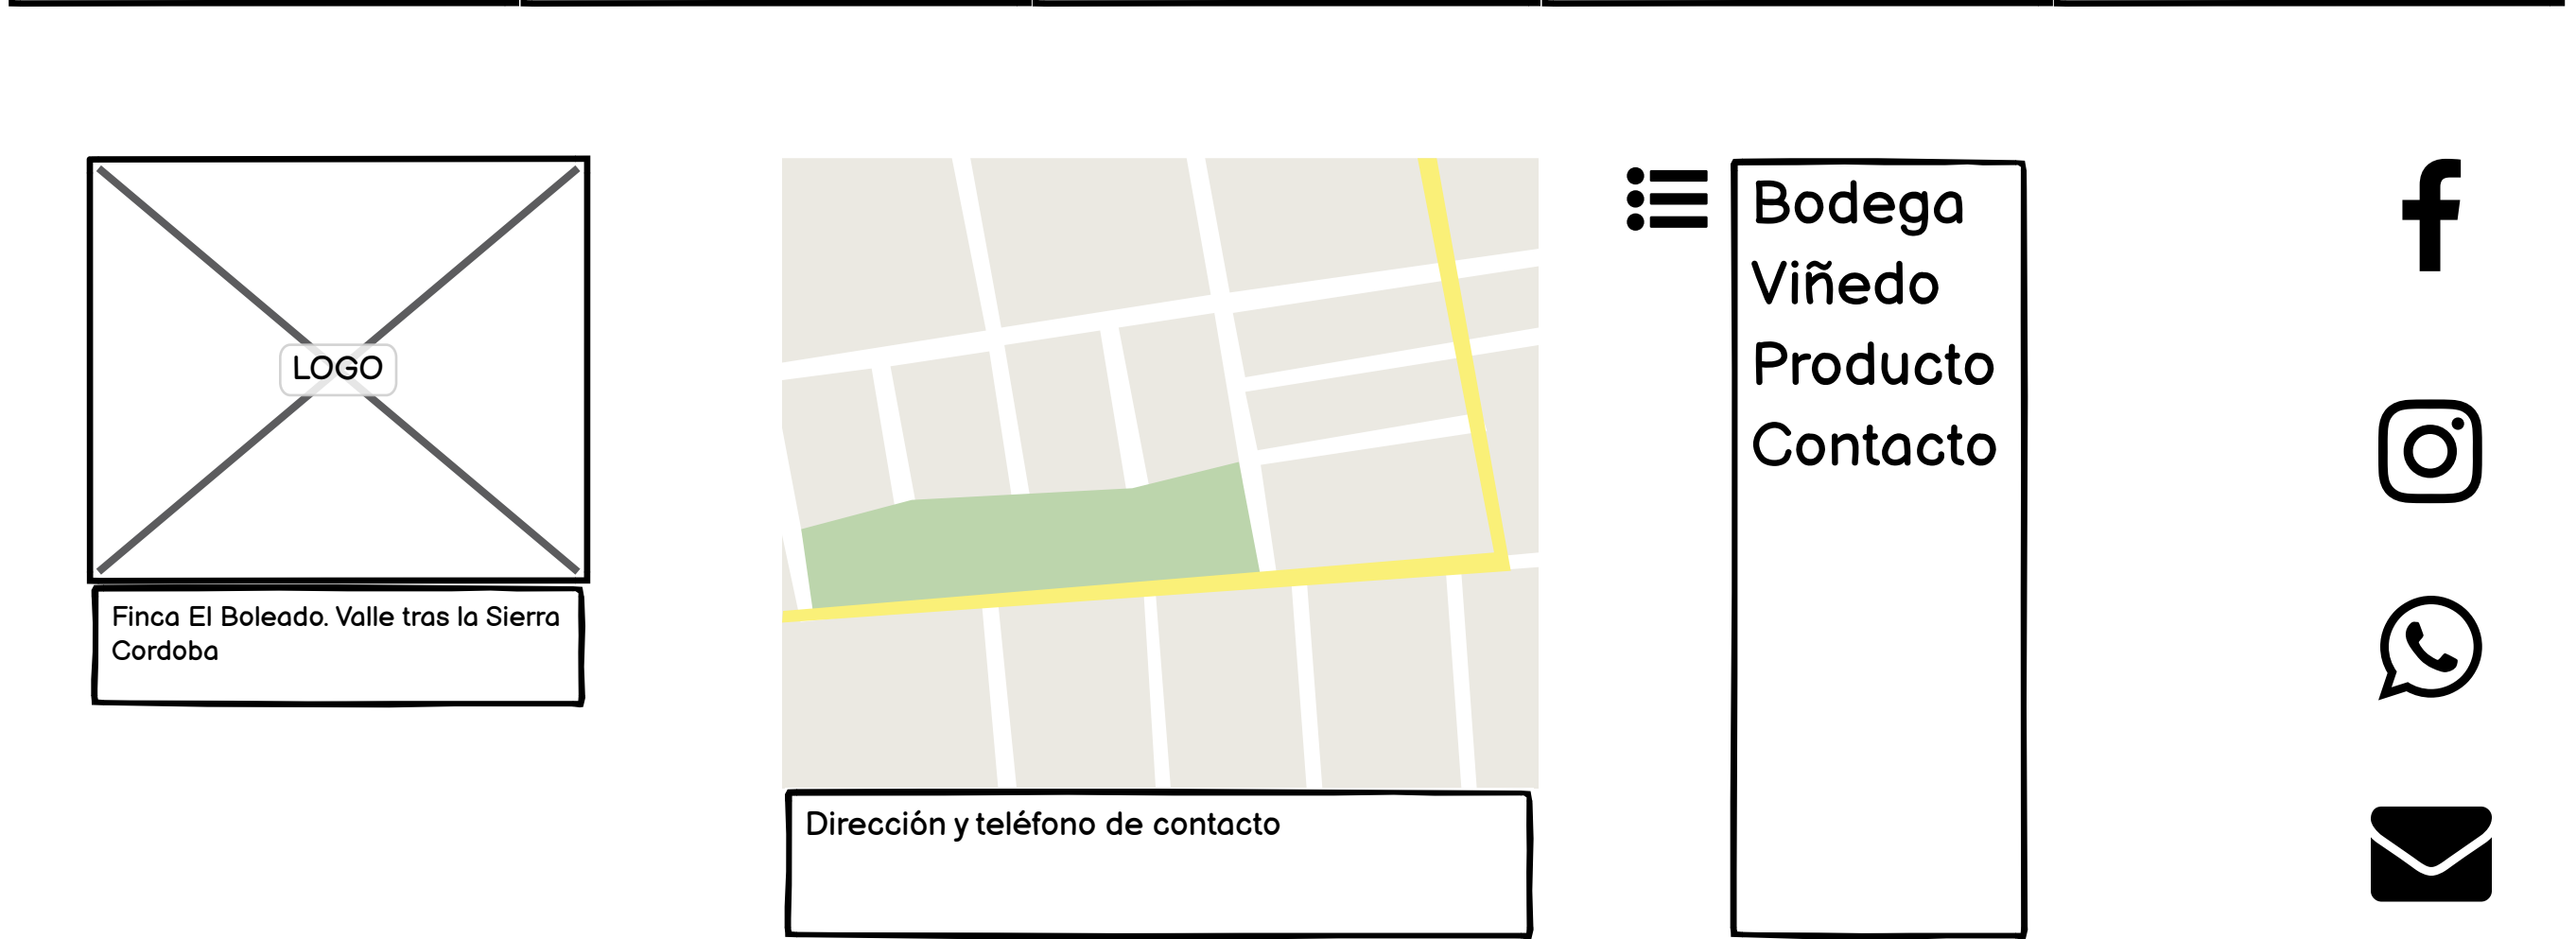 LOGO
Finca El Boleado. Valle tras la Sierra
Cordoba
Dirección y teléfono de contacto
Bodega
Viñedo
Producto
Contacto